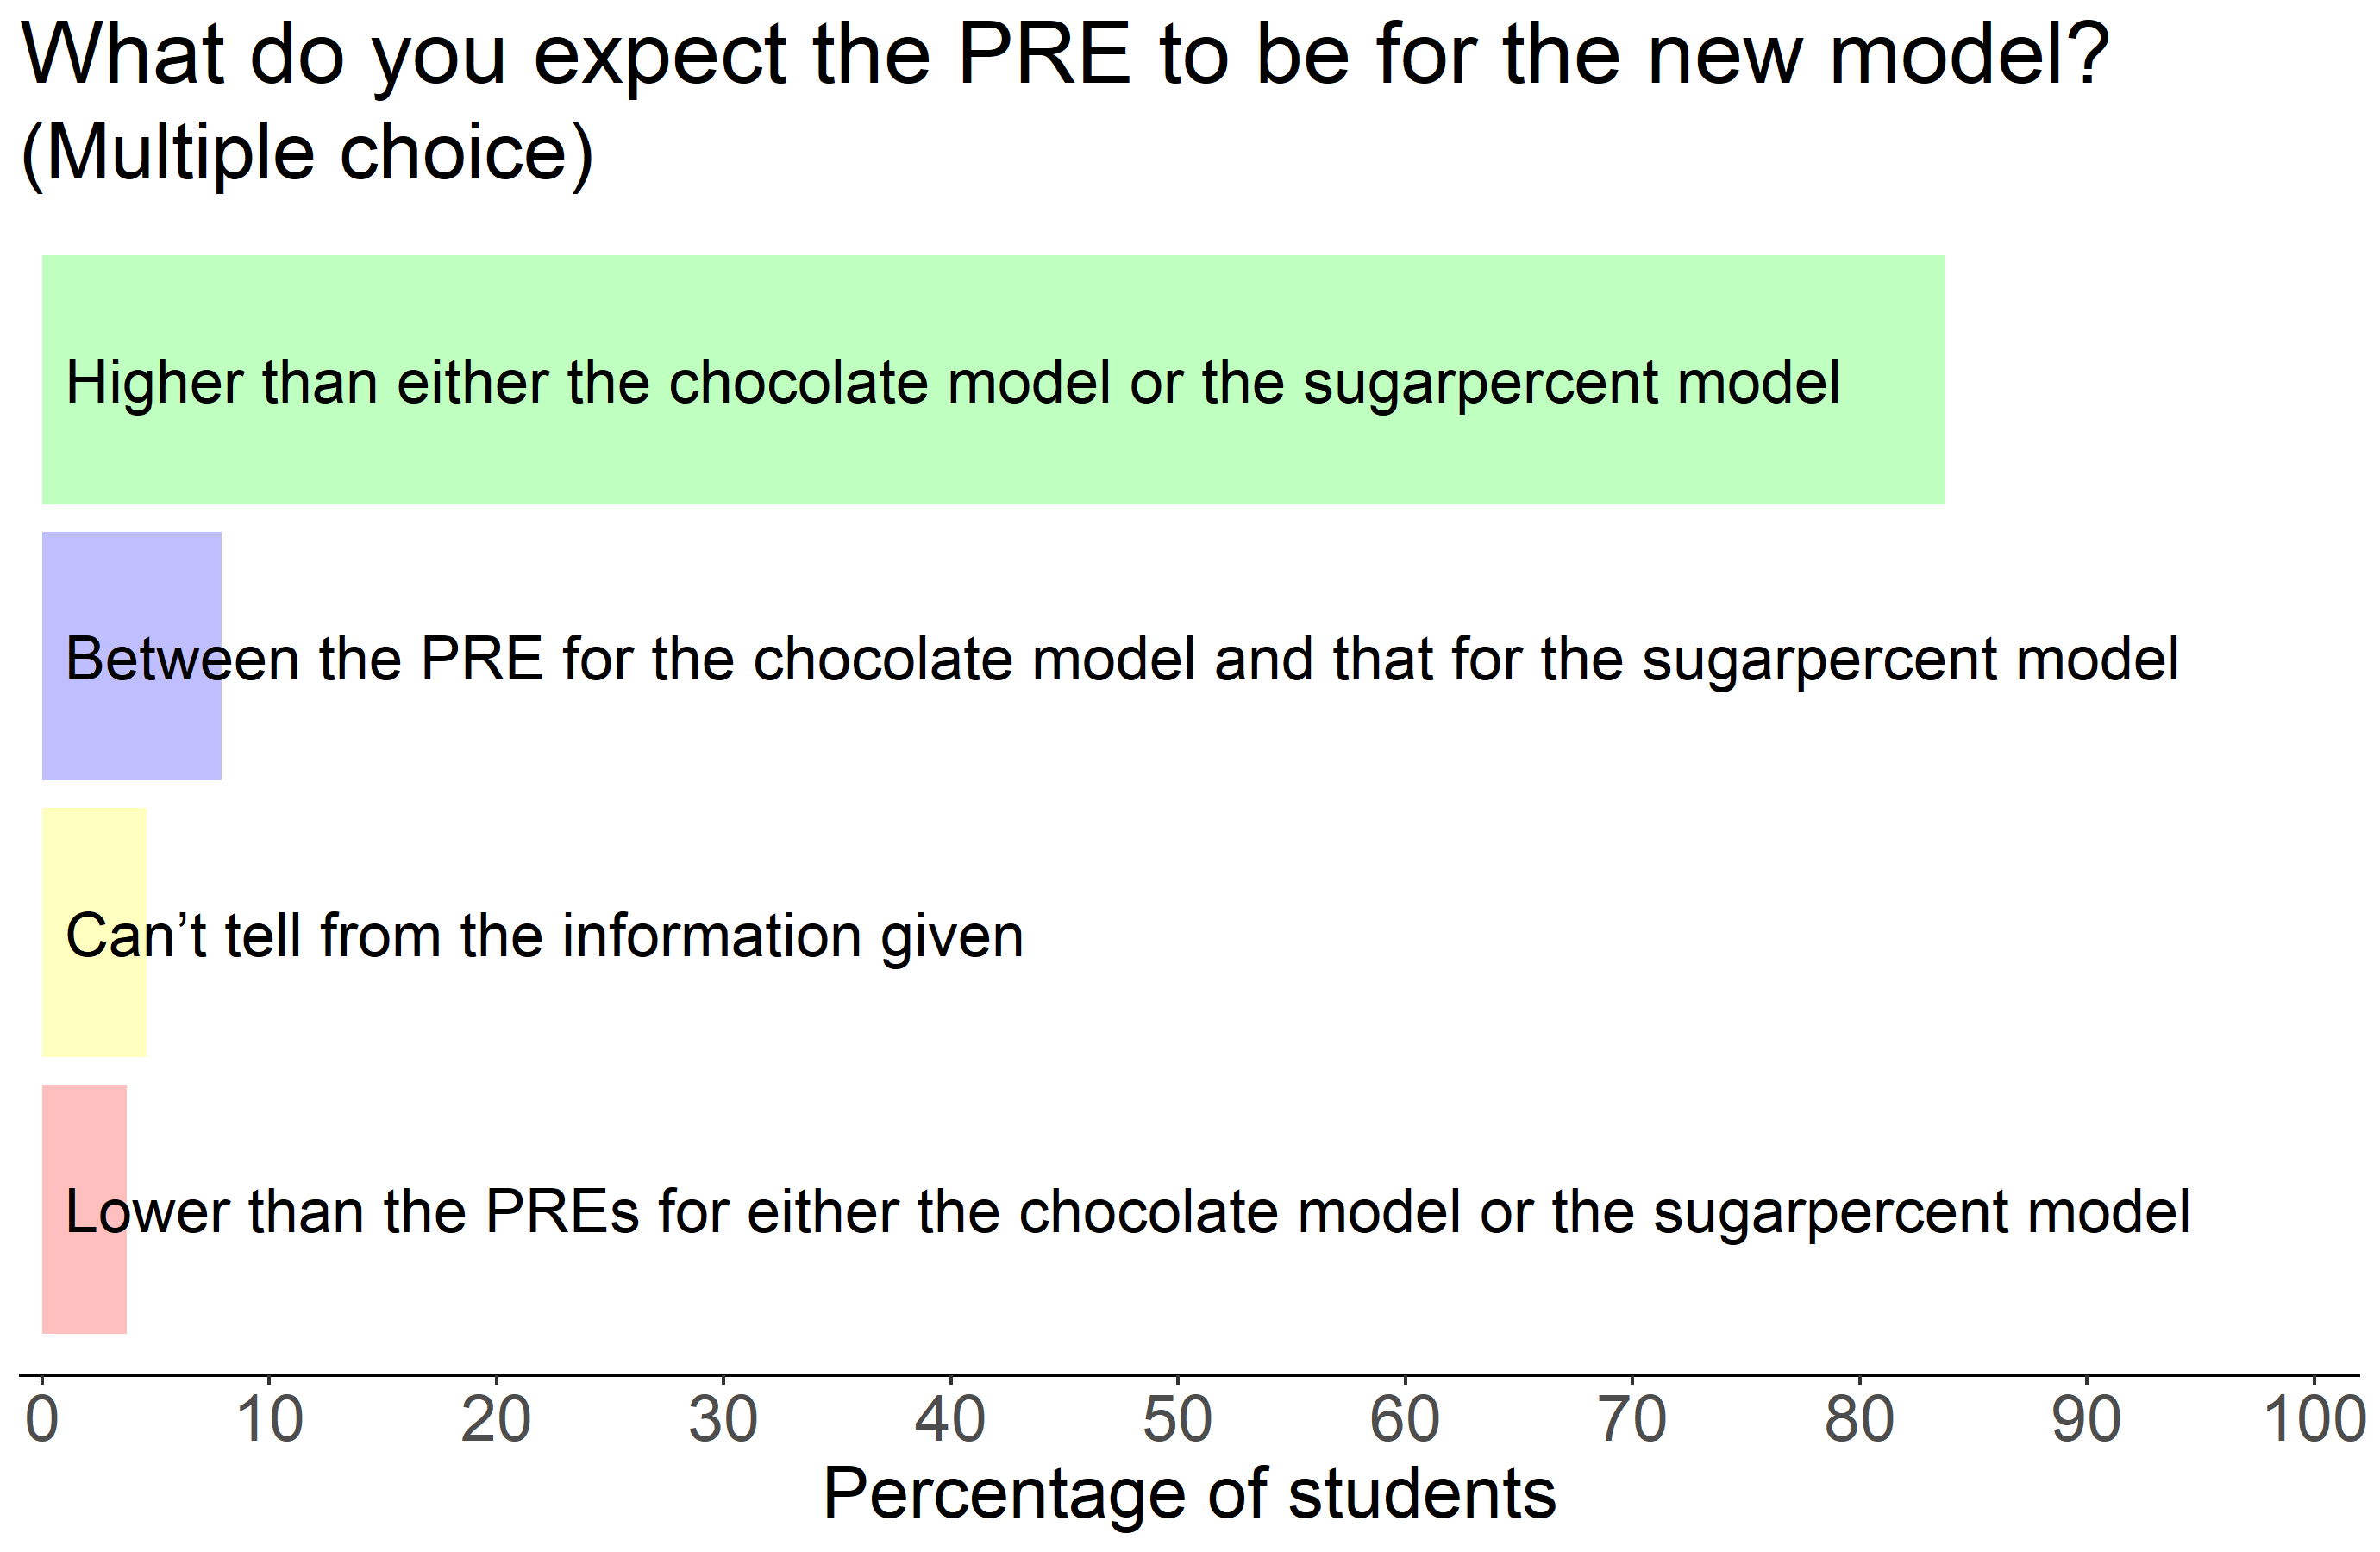 What do you expect the PRE to be for the new model?
(Multiple choice)
Higher than either the chocolate model or the sugarpercent model
Between the PRE for the chocolate model and that for the sugarpercent model
Can’t tell from the information given
Lower than the PREs for either the chocolate model or the sugarpercent model
0 10 20 30 40 50 60 70 80 90 100
Percentage of students